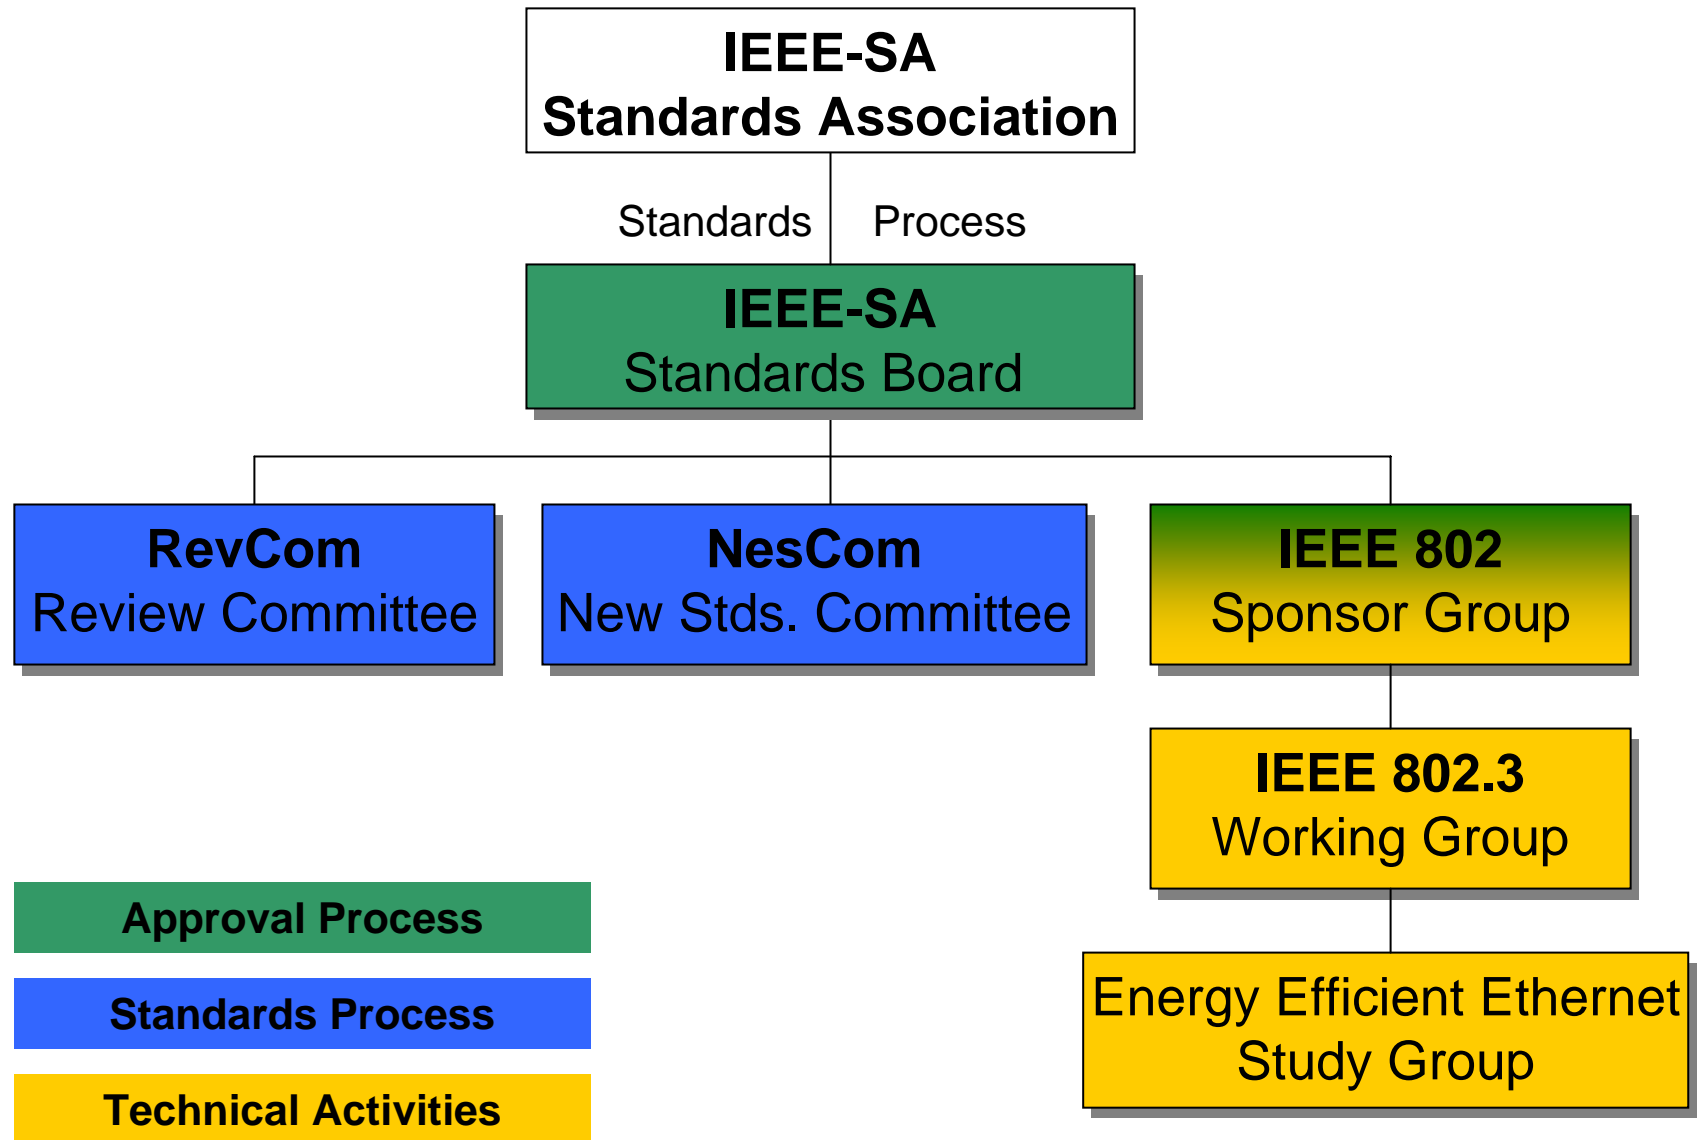 IEEE-SA
Standards Association
Standards Process
IEEE-SA
Standards Board
RevCom
Review Committee
NesCom
New Stds. Committee
IEEE 802
Sponsor Group
IEEE 802.3
Working Group
Energy Efficient Ethernet
Study Group
Approval Process
Standards Process
Technical Activities